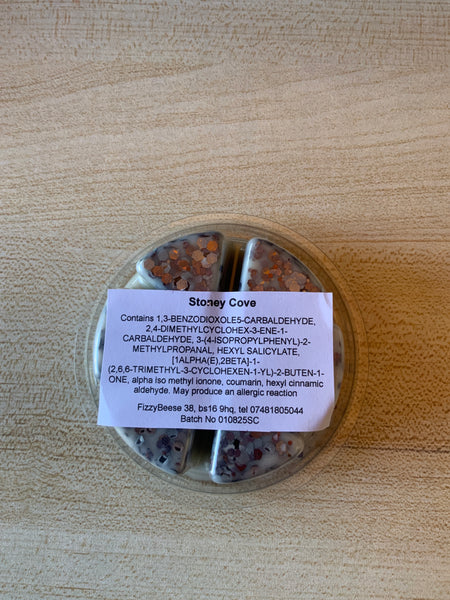 Stoney Cove
Contains 1,3-BENZODIOXOLE5-CARBALDEHYDE,
2,4-DIMETHYLCYCLOHEX-3-ENE-1-
CARBALDEHYDE, 3-(4-ISOPROPYLPHENYL)-2-
METHYLPROPANAL, HEXYL SALICYLATE,
[1ALPHA(E),2BETA]-1-
(2,6,6-TRIMETHYL-3-CYCLOHEXEN-1-YL)-2-BUTEN-1-
ONE, alpha iso methyl ionone, coumarin, hexyl cinnamic
aldehyde. May produce an allergic reaction
FizzyBeese 38, bs16 9hq, tel 07481805044
Batch No 010825SC